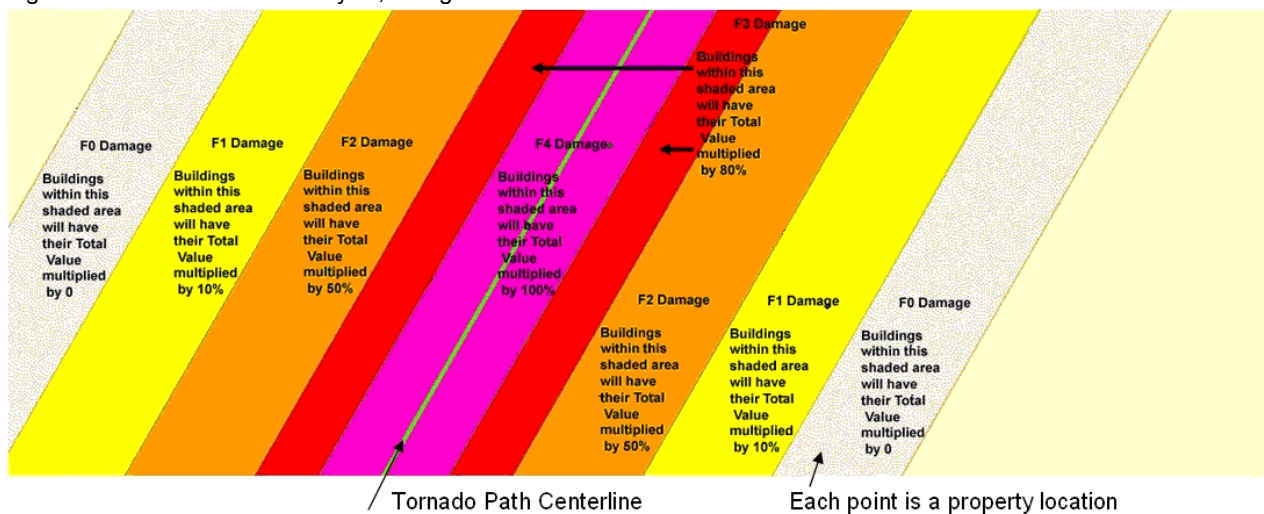 F3 Damage
Buildings
within this
shaded area
will have
their Total
Value
multiplied
by 80%
F0 Damage
Buildings
within this
shaded area
will have
their Total
Value
multiplied
by 0
F1 Damage
Buildings
within this
shaded area
will have
their Total
Value
multiplied
by 10%
F2 Damage
Buildings
within this
shaded area
will have
their Total
Value
multiplied
by 50%
F4 Damage
Buildings
within this
shaded area
will have
their Total
Value
multiplied
by 100%
F2 Damage
Buildings
within this
shaded area
will have
their Total
Value
multiplied
by 50%
F1 Damage
Buildings
within this
shaded area
will have
their Total
Value
multiplied
by 10%
F0 Damage
Buildings
within this
shaded area
will have
their Total
Value
multiplied
by 0
Tornado Path Centerline
Each point is a property location